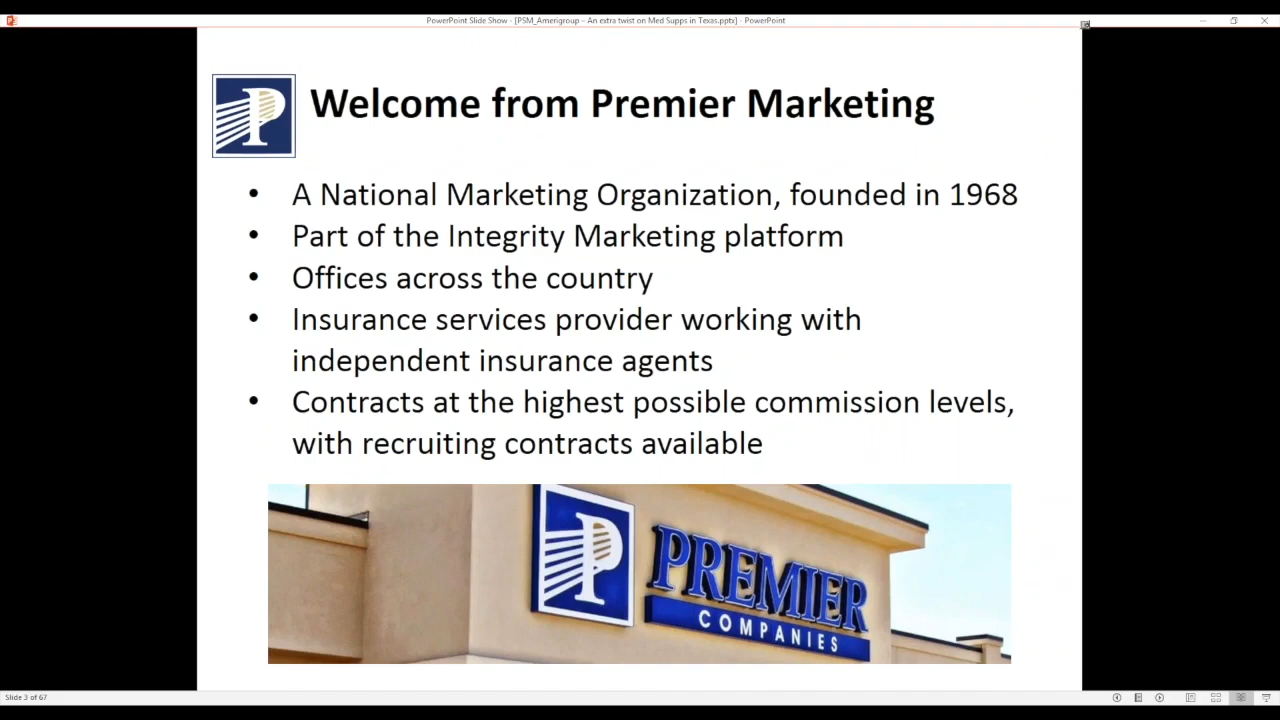 PowerPoint Slide Show - [PSM_Amerigroup – An extra twist on Med Supps in Texas.pptx] - PowerPoint
P
Welcome from Premier Marketing
• A National Marketing Organization, founded in 1968
• Part of the Integrity Marketing platform
• Offices across the country
• Insurance services provider working with
independent insurance agents
• Contracts at the highest possible commission levels,
with recruiting contracts available
P
PREMIER
COMPANIES
Slide 3 of 67